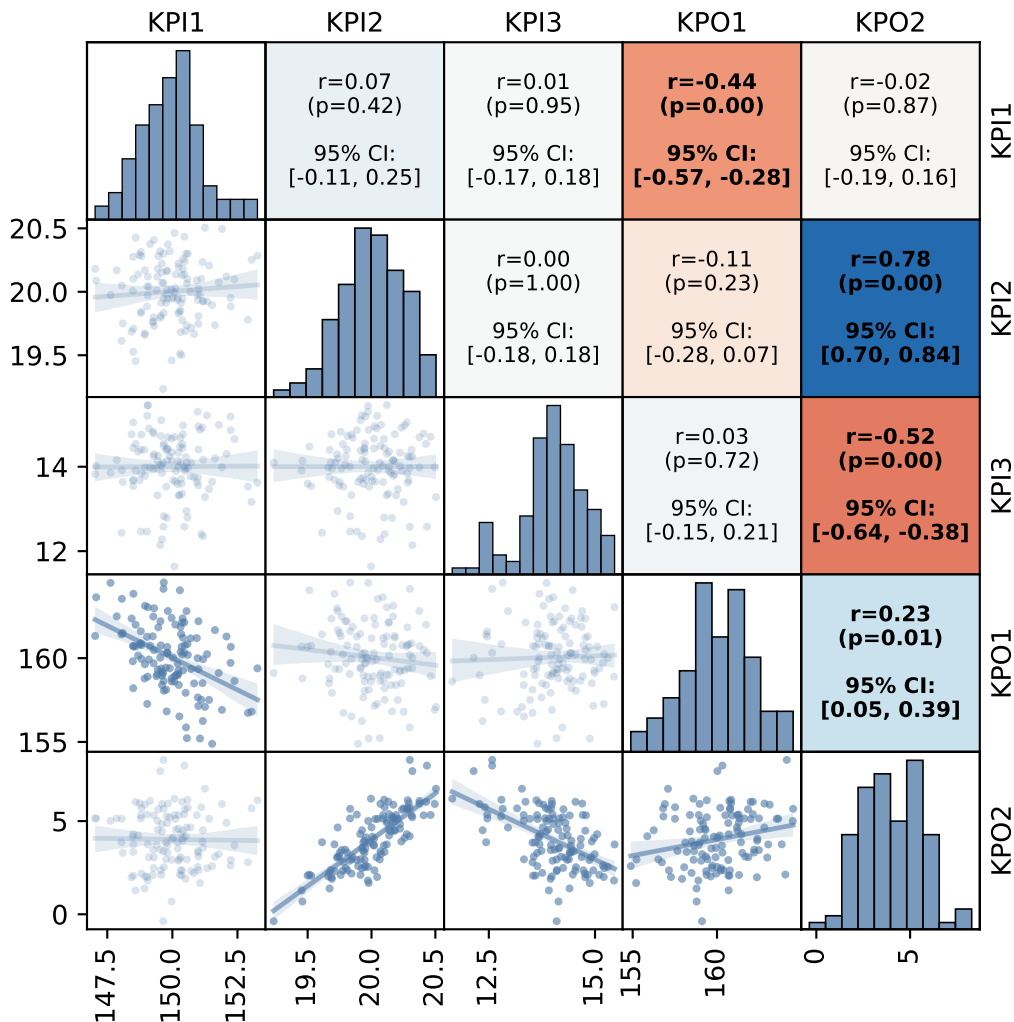 KPI1 KPI2 KPI3 KPO1 KPO2
r=0.07 r=0.01 r=-0.44 r=-0.02
(p=0.42) (p=0.95) (p=0.00) (p=0.87)
95% CI: 95% CI: 95% CI: 95% CI:
[-0.11, 0.25] [-0.17, 0.18] [-0.57, -0.28] [-0.19, 0.16]
KPI1
20.5
20.0
19.5
r=0.00 r=-0.11 r=0.78
(p=1.00) (p=0.23) (p=0.00)
95% CI: 95% CI: 95% CI:
[-0.18, 0.18] [-0.28, 0.07] [0.70, 0.84]
KPI2
14
12
r=0.03 r=-0.52
(p=0.72) (p=0.00)
95% CI: 95% CI:
[-0.15, 0.21] [-0.64, -0.38]
KPI3
160
155
r=0.23
(p=0.01)
95% CI:
[0.05, 0.39]
KPO1
5
0
KPO2
147.5 150.0 152.5 19.5 20.0 20.5 12.5 15.0 155 160 0 5